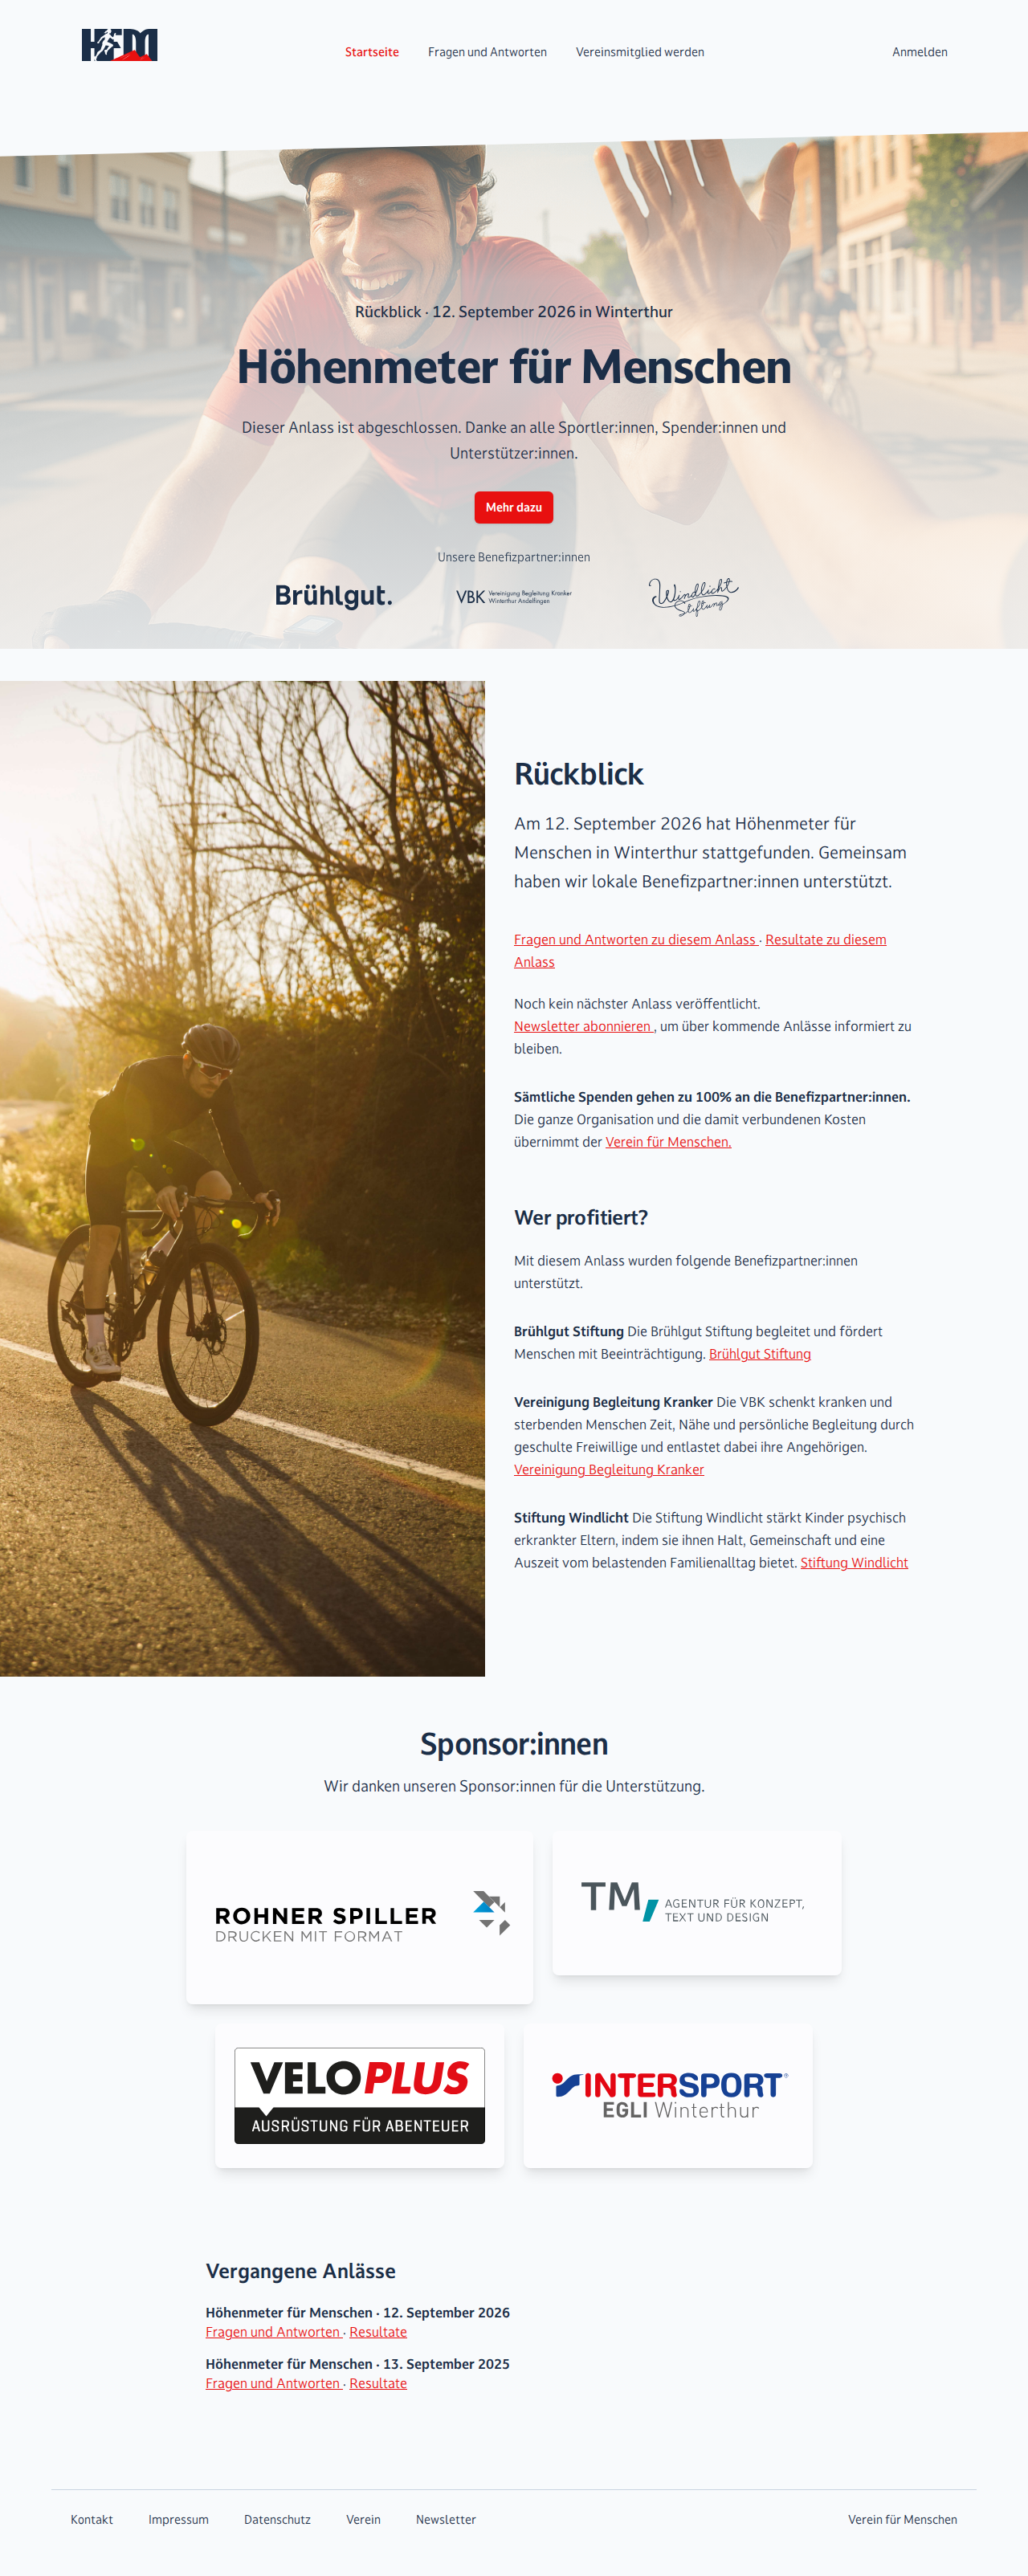 HFM
Startseite
Fragen und Antworten
Vereinsmitglied werden
Anmelden
Rückblick · 12. September 2026 in Winterthur
Höhenmeter für Menschen
Dieser Anlass ist abgeschlossen. Danke an alle Sportler:innen, Spender:innen und
Unterstützer:innen.
Mehr dazu
Unsere Benefizpartner:innen
Brühlgut.
VBK Vereinigung Begleitung Kranker
Winterthur Andelfingen
Windlicht
Stiftung
Rückblick
Am 12. September 2026 hat Höhenmeter für
Menschen in Winterthur stattgefunden. Gemeinsam
haben wir lokale Benefizpartner:innen unterstützt.
Fragen und Antworten zu diesem Anlass · Resultate zu diesem
Anlass
Noch kein nächster Anlass veröffentlicht.
Newsletter abonnieren , um über kommende Anlässe informiert zu
bleiben.
Sämtliche Spenden gehen zu 100% an die Benefizpartner:innen.
Die ganze Organisation und die damit verbundenen Kosten
übernimmt der Verein für Menschen.
Wer profitiert?
Mit diesem Anlass wurden folgende Benefizpartner:innen
unterstützt.
Brühlgut Stiftung Die Brühlgut Stiftung begleitet und fördert
Menschen mit Beeinträchtigung. Brühlgut Stiftung
Vereinigung Begleitung Kranker Die VBK schenkt kranken und
sterbenden Menschen Zeit, Nähe und persönliche Begleitung durch
geschulte Freiwillige und entlastet dabei ihre Angehörigen.
Vereinigung Begleitung Kranker
Stiftung Windlicht Die Stiftung Windlicht stärkt Kinder psychisch
erkrankter Eltern, indem sie ihnen Halt, Gemeinschaft und eine
Auszeit vom belastenden Familienalltag bietet. Stiftung Windlicht
Sponsor:innen
Wir danken unseren Sponsor:innen für die Unterstützung.
ROHNER SPILLER
DRUCKEN MIT FORMAT
TM
AGENTUR FÜR KONZEPT,
TEXT UND DESIGN
VELOPLUS
AUSRÜSTUNG FÜR ABENTEUER
INTERSPORT®
EGLI Winterthur
Vergangene Anlässe
Höhenmeter für Menschen · 12. September 2026
Fragen und Antworten · Resultate
Höhenmeter für Menschen · 13. September 2025
Fragen und Antworten · Resultate
Kontakt
Impressum
Datenschutz
Verein
Newsletter
Verein für Menschen